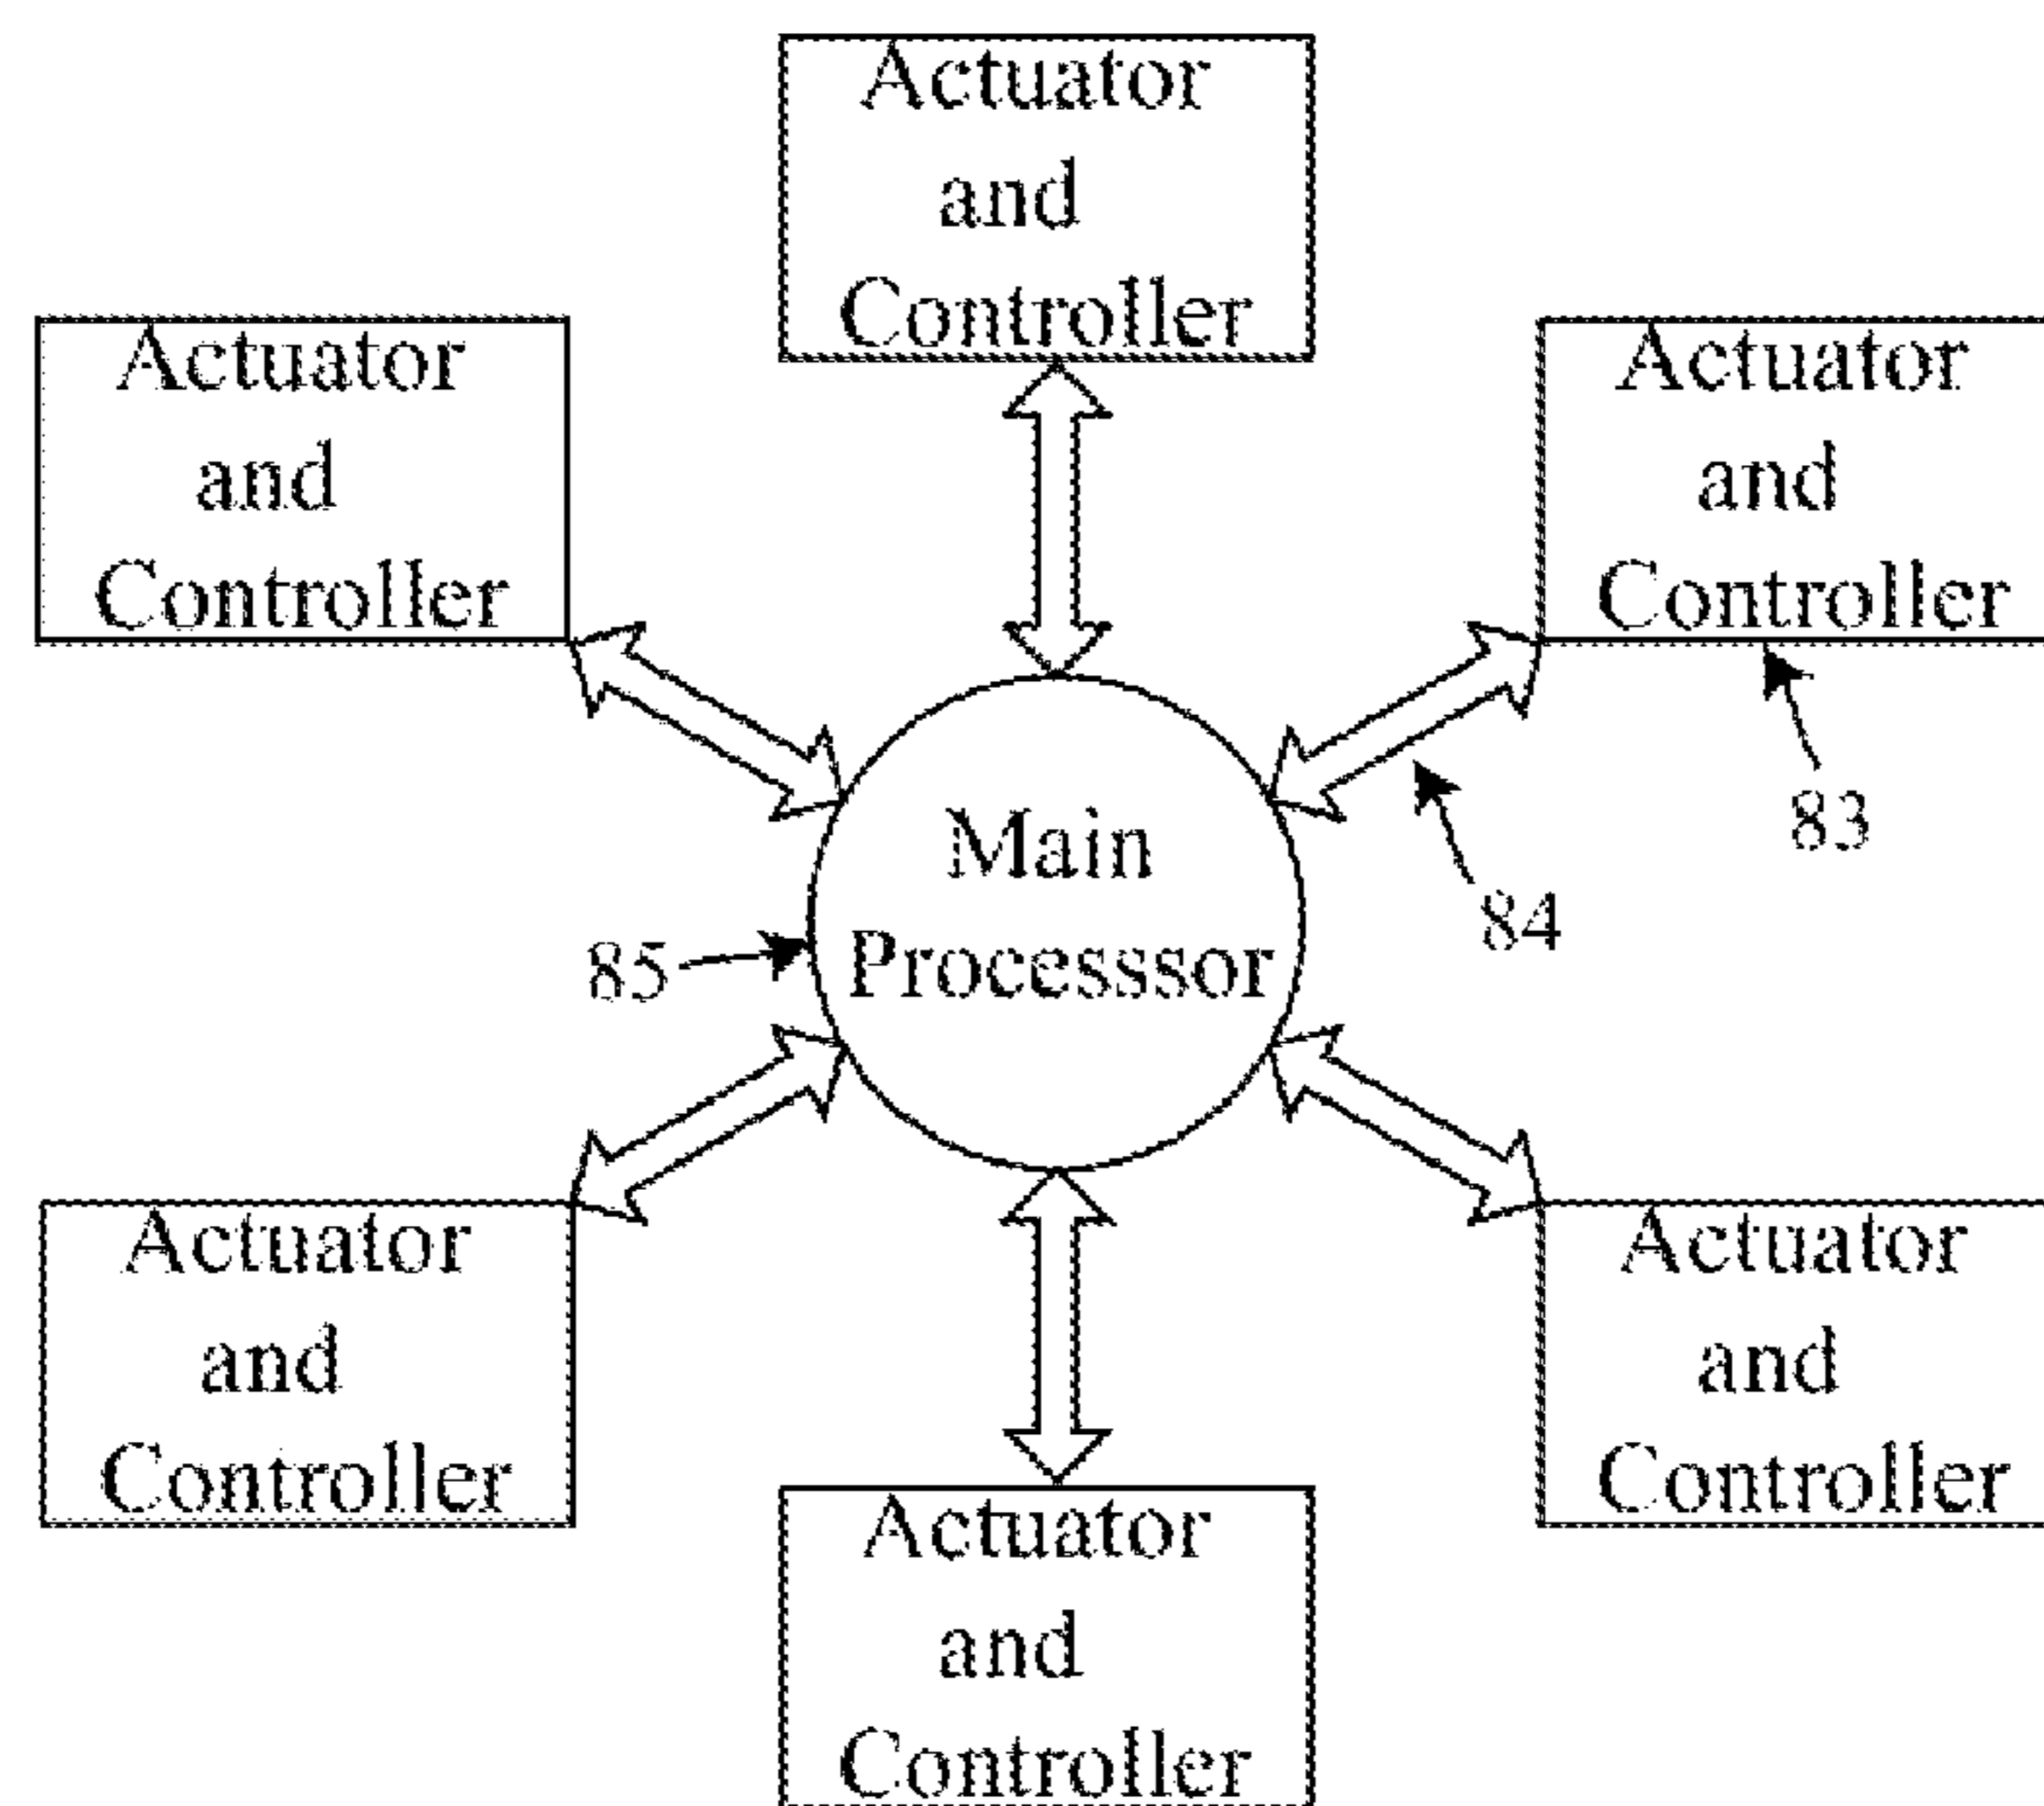 Actuator
and
Controller
Actuator
and
Controller
Actuator
and
Controller
83
84
Main
Processsor
85
Actuator
and
Controller
Actuator
and
Controller
Actuator
and
Controller